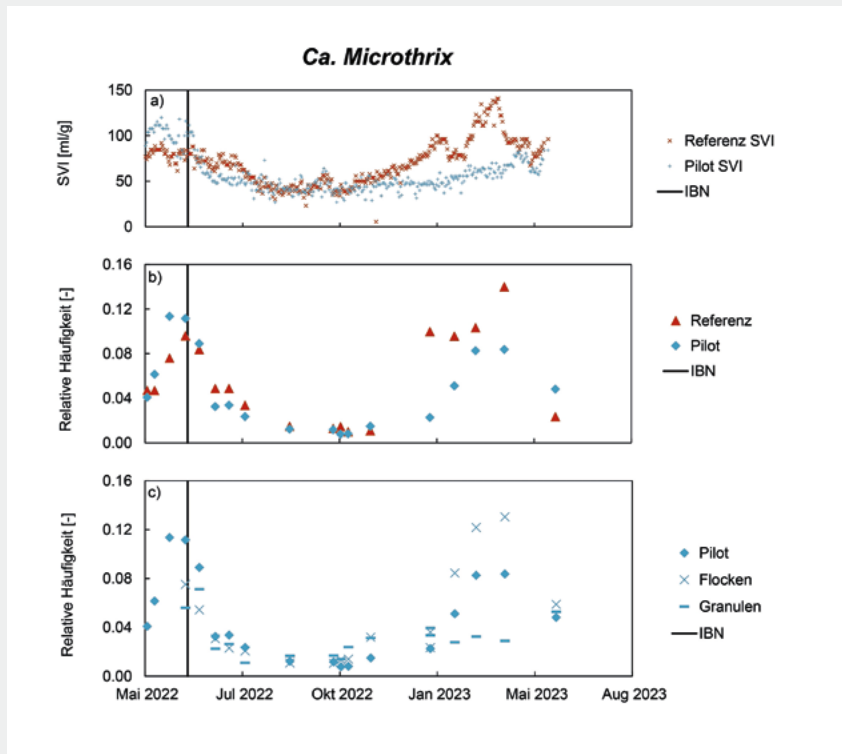 Ca. Microthrix
a)
SVI [ml/g]
150
100
50
0
Referenz SVI
Pilot SVI
IBN
b)
Relative Häufigkeit [-]
0.16
0.12
0.08
0.04
0.00
Referenz
Pilot
IBN
c)
Relative Häufigkeit [-]
0.16
0.12
0.08
0.04
0.00
Pilot
Flocken
Granulen
IBN
Mai 2022 Jul 2022 Okt 2022 Jan 2023 Mai 2023 Aug 2023